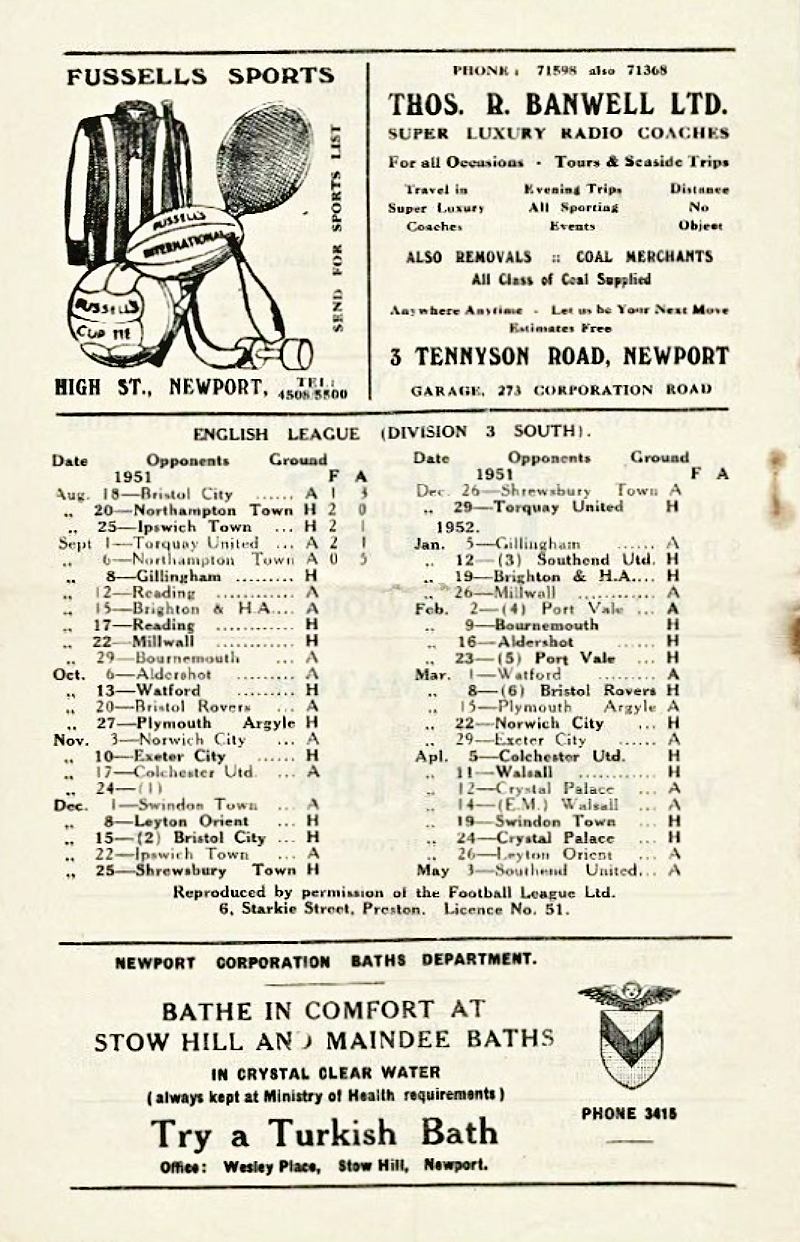 FUSSELLS SPORTS
FUSSELL'S
INTERNATIONAL
FUSSELL'S
CUP TIE
SEND FOR SPORTS LIST
HIGH ST., NEWPORT, TEL: 4508/5500
PHONE: 71598 also 71368
THOS. R. BANWELL LTD.
SUPER LUXURY RADIO COACHES
For all Occasions - Tours & Seaside Trips
Travel in Evening Trips Distance
Super Luxury All Sporting No
Coaches Events Object
ALSO REMOVALS :: COAL MERCHANTS
All Class of Coal Supplied
Anywhere Anytime - Let us be Your Next Move
Estimates Free
3 TENNYSON ROAD, NEWPORT
GARAGE, 273 CORPORATION ROAD
ENGLISH LEAGUE (DIVISION 3 SOUTH).
Date Opponents Ground
1951 F A
Aug. 18—Bristol City ...... A 1 3
,, 20—Northampton Town H 2 0
,, 25—Ipswich Town ... H 2 1
Sept 1—Torquay United ... A 2 1
,, 6—Northampton Town A 0 5
,, 8—Gillingham ......... H
,, 12—Reading ............ A
,, 15—Brighton & H.A.... A
,, 17—Reading ............ H
,, 22—Millwall ............ H
,, 29—Bournemouth ... A
Oct. 6—Aldershot ......... A
,, 13—Watford ......... H
,, 20—Bristol Rovers ... A
,, 27—Plymouth Argyle H
Nov. 3—Norwich City ... A
,, 10—Exeter City ...... H
,, 17—Colchester Utd. ... A
,, 24—(1)
Dec. 1—Swindon Town ... A
,, 8—Leyton Orient ... H
,, 15—(2) Bristol City ... H
,, 22—Ipswich Town ... A
,, 25—Shrewsbury Town H
Date Opponents Ground
1951 F A
Dec. 26—Shrewsbury Town A
,, 29—Torquay United H
1952.
Jan. 5—Gillingham ...... A
,, 12—(3) Southend Utd. H
,, 19—Brighton & H.A.... H
,, 26—Millwall ............ A
Feb. 2—(4) Port Vale ... A
,, 9—Bournemouth H
,, 16—Aldershot ...... H
,, 23—(5) Port Vale ... H
Mar. 1—Watford ......... A
,, 8—(6) Bristol Rovers H
,, 15—Plymouth Argyle A
,, 22—Norwich City ... H
,, 29—Exeter City ...... A
Apl. 5—Colchester Utd. H
,, 11—Walsall ............ H
,, 12—Crystal Palace ... A
,, 14—(E.M.) Walsall ... A
,, 19—Swindon Town ... H
,, 24—Crystal Palace ... H
,, 26—Leyton Orient ... A
May 3—Southend United... A
Reproduced by permission of the Football League Ltd.
6, Starkie Street, Preston. Licence No. 51.
NEWPORT CORPORATION BATHS DEPARTMENT.
BATHE IN COMFORT AT
STOW HILL AND MAINDEE BATHS
IN CRYSTAL CLEAR WATER
(always kept at Ministry of Health requirements)
Try a Turkish Bath
Office: Wesley Place, Stow Hill, Newport.
PHONE 3415